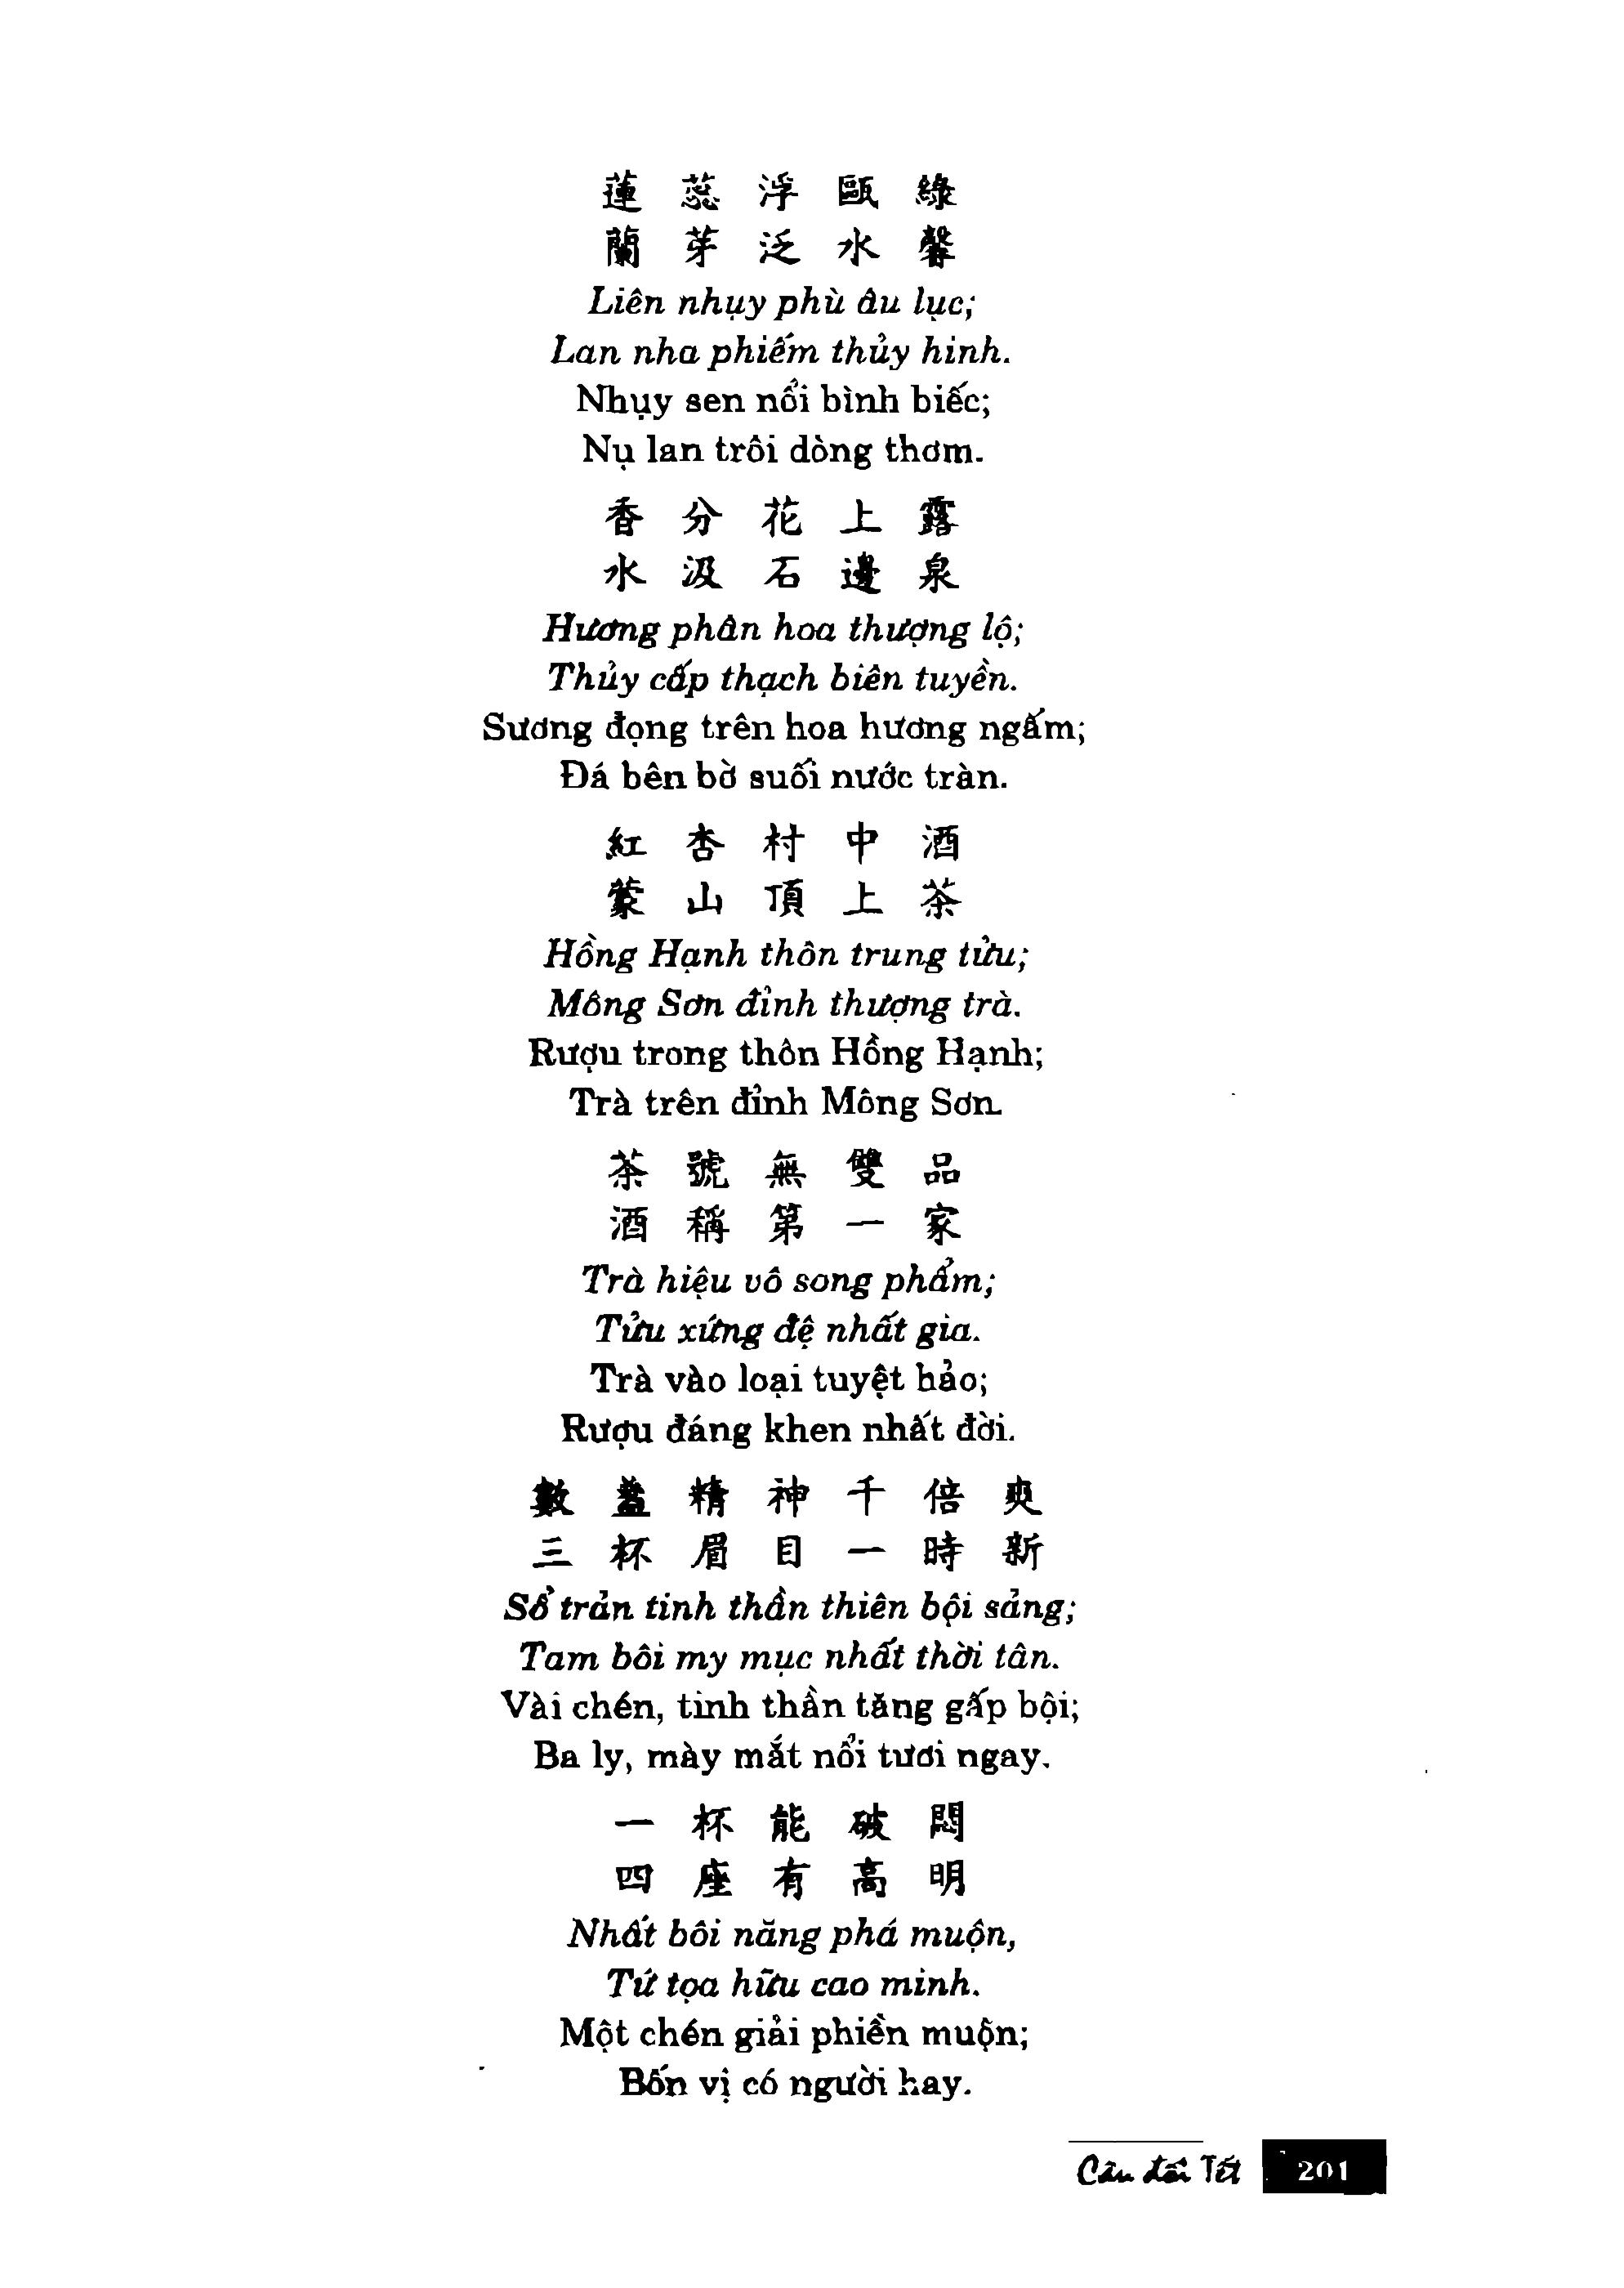 蓮 蕊 浮 甌 綠
蘭 芽 泛 水 馨
Liên nhụy phù âu lục;
Lan nha phiếm thủy hinh.
Nhụy sen nổi bình biếc;
Nụ lan trôi dòng thơm.
香 分 花 上 露
水 汲 石 邊 泉
Hương phân hoa thượng lộ;
Thủy cấp thạch biên tuyền.
Sương đọng trên hoa hương ngấm;
Đá bên bờ suối nước tràn.
紅 杏 村 中 酒
蒙 山 頂 上 茶
Hồng Hạnh thôn trung tửu;
Mông Sơn đỉnh thượng trà.
Rượu trong thôn Hồng Hạnh;
Trà trên đỉnh Mông Sơn.
茶 號 無 雙 品
酒 稱 第 一 家
Trà hiệu vô song phẩm;
Tửu xứng đệ nhất gia.
Trà vào loại tuyệt hảo;
Rượu đáng khen nhất đời.
數 盞 精 神 千 倍 爽
三 杯 眉 目 一 時 新
Sổ trản tinh thần thiên bội sảng;
Tam bôi my mục nhất thời tân.
Vài chén, tinh thần tăng gấp bội;
Ba ly, mày mắt nổi tươi ngay.
一 杯 能 破 悶
四 座 有 高 明
Nhất bôi năng phá muộn,
Tứ tọa hữu cao minh.
Một chén giải phiền muộn;
Bốn vị có người hay.
Câu đối Tết 201